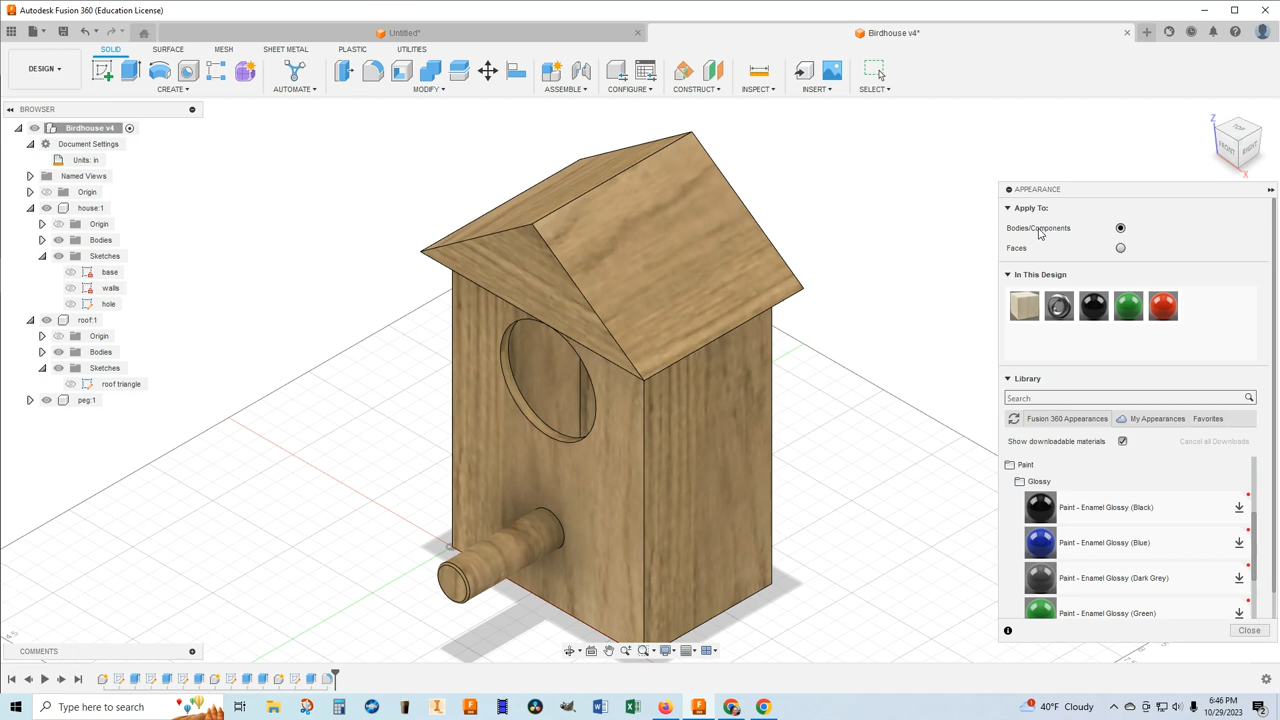 Autodesk Fusion 360 (Education License)
Untitled*
Birdhouse v4*
SOLID SURFACE MESH SHEET METAL PLASTIC UTILITIES
DESIGN
CREATE AUTOMATE MODIFY ASSEMBLE CONFIGURE CONSTRUCT INSPECT INSERT SELECT
BROWSER
Birdhouse v4
Document Settings
Units: in
Named Views
Origin
house:1
Origin
Bodies
Sketches
base
walls
hole
roof:1
Origin
Bodies
Sketches
roof triangle
peg:1
TOP
FRONT
RIGHT
Z
X
APPEARANCE
Apply To:
Bodies/Components
Faces
In This Design
Library
Search
Fusion 360 Appearances My Appearances Favorites
Show downloadable materials Cancel all Downloads
Paint
Glossy
Paint - Enamel Glossy (Black)
Paint - Enamel Glossy (Blue)
Paint - Enamel Glossy (Dark Grey)
Paint - Enamel Glossy (Green)
Close
COMMENTS
Type here to search
40°F Cloudy
6:46 PM
10/29/2023